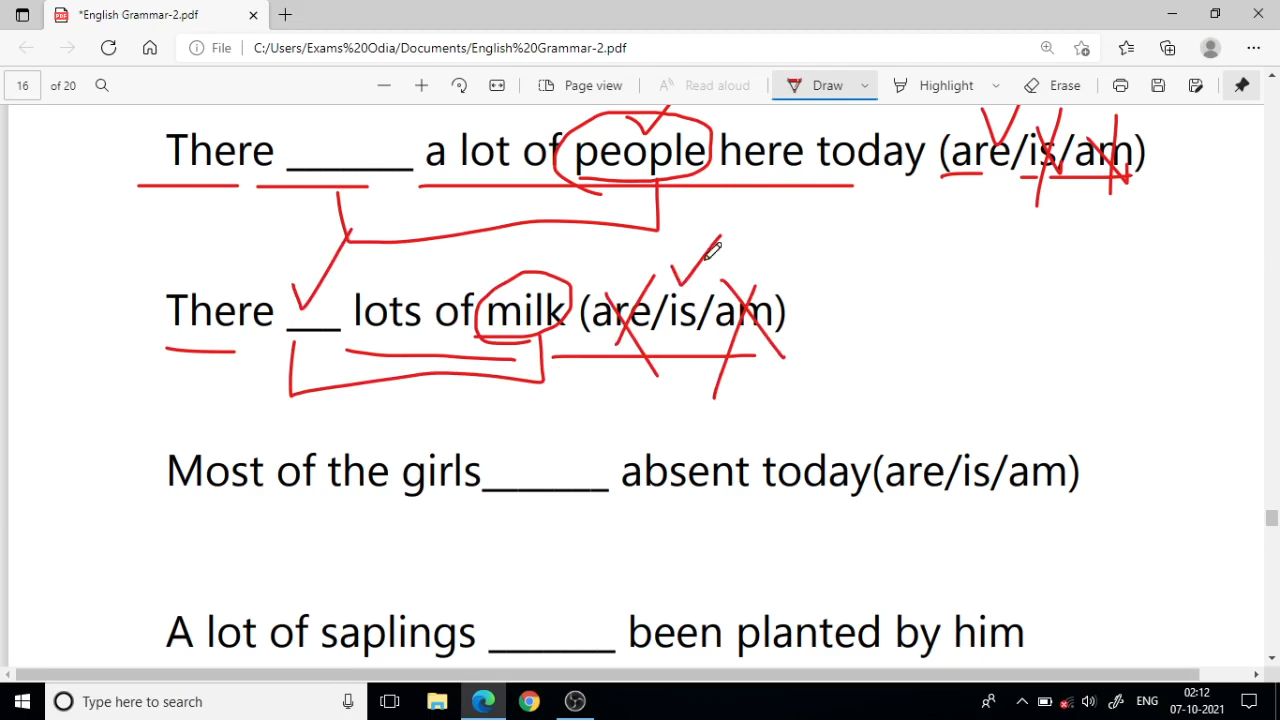 *English Grammar-2.pdf
File C:/Users/Exams%20Odia/Documents/English%20Grammar-2.pdf
16 of 20 Page view Read aloud Draw Highlight Erase
There _______ a lot of people here today (are/is/am)
There ___ lots of milk (are/is/am)
Most of the girls_______ absent today(are/is/am)
A lot of saplings _______ been planted by him
Type here to search
ENG
02:12
07-10-2021